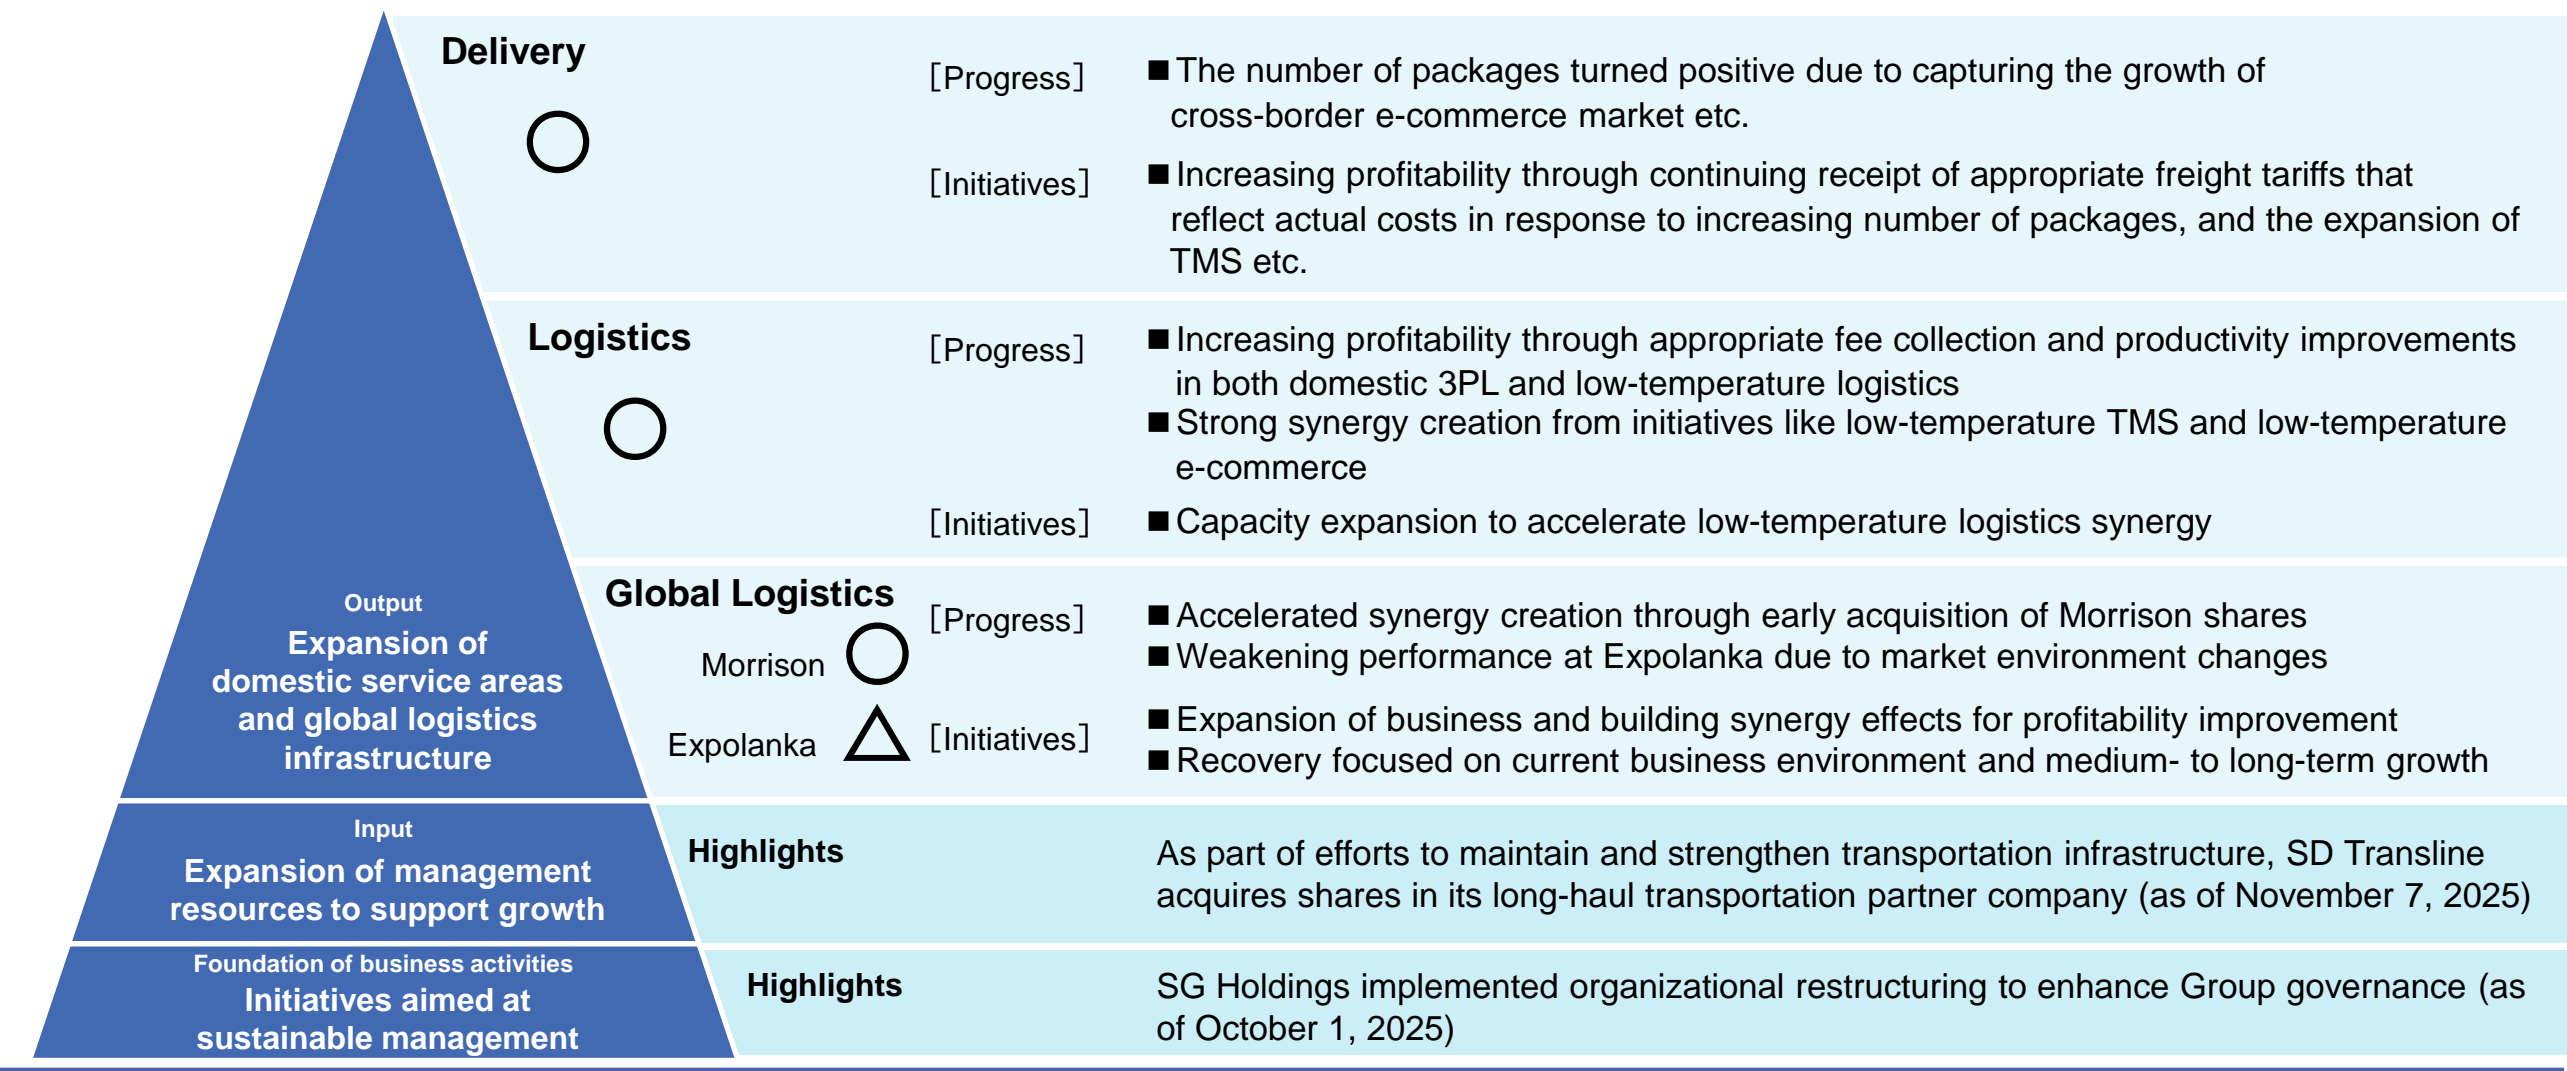 Delivery
［Progress］
■ The number of packages turned positive due to capturing the growth of
cross-border e-commerce market etc.
［Initiatives］
■ Increasing profitability through continuing receipt of appropriate freight tariffs that
reflect actual costs in response to increasing number of packages, and the expansion of
TMS etc.
Logistics
［Progress］
■ Increasing profitability through appropriate fee collection and productivity improvements
in both domestic 3PL and low-temperature logistics
■ Strong synergy creation from initiatives like low-temperature TMS and low-temperature
e-commerce
［Initiatives］
■ Capacity expansion to accelerate low-temperature logistics synergy
Output
Expansion of
domestic service areas
and global logistics
infrastructure
Global Logistics
Morrison
Expolanka
［Progress］
■ Accelerated synergy creation through early acquisition of Morrison shares
■ Weakening performance at Expolanka due to market environment changes
［Initiatives］
■ Expansion of business and building synergy effects for profitability improvement
■ Recovery focused on current business environment and medium- to long-term growth
Input
Expansion of management
resources to support growth
Highlights
As part of efforts to maintain and strengthen transportation infrastructure, SD Transline
acquires shares in its long-haul transportation partner company (as of November 7, 2025)
Foundation of business activities
Initiatives aimed at
sustainable management
Highlights
SG Holdings implemented organizational restructuring to enhance Group governance (as
of October 1, 2025)